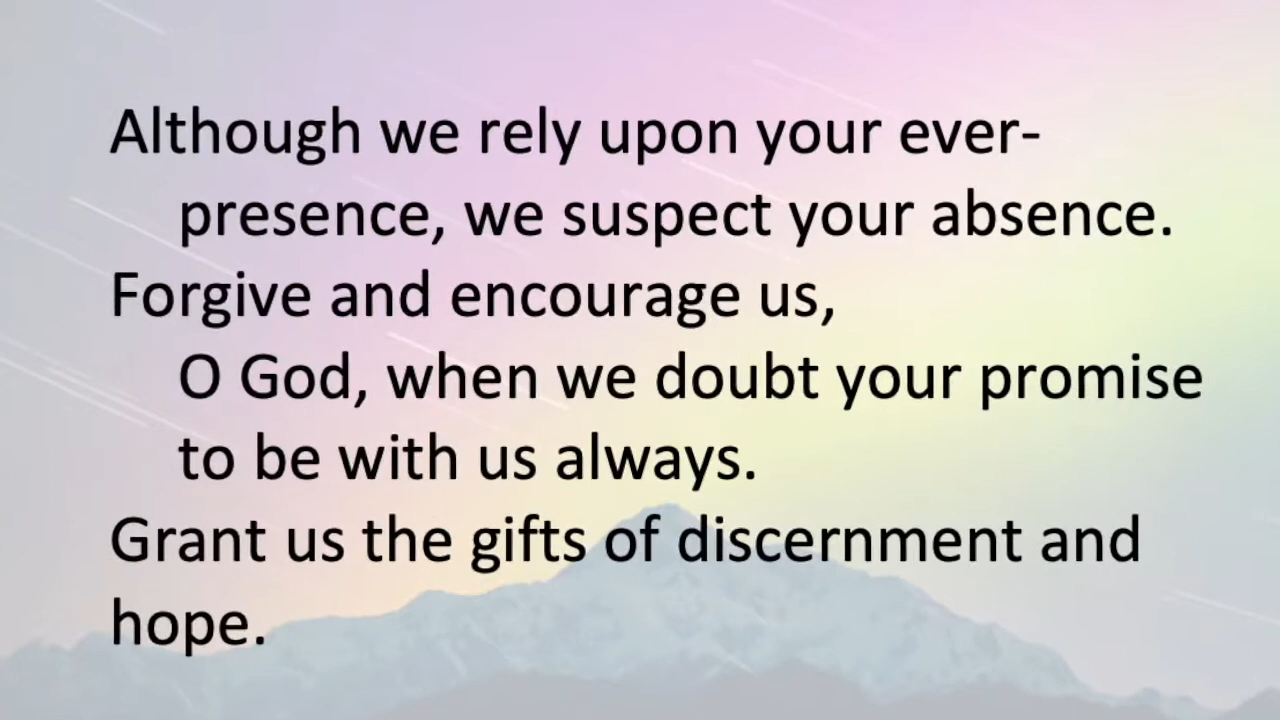 Although we rely upon your ever-
presence, we suspect your absence.
Forgive and encourage us,
O God, when we doubt your promise
to be with us always.
Grant us the gifts of discernment and
hope.